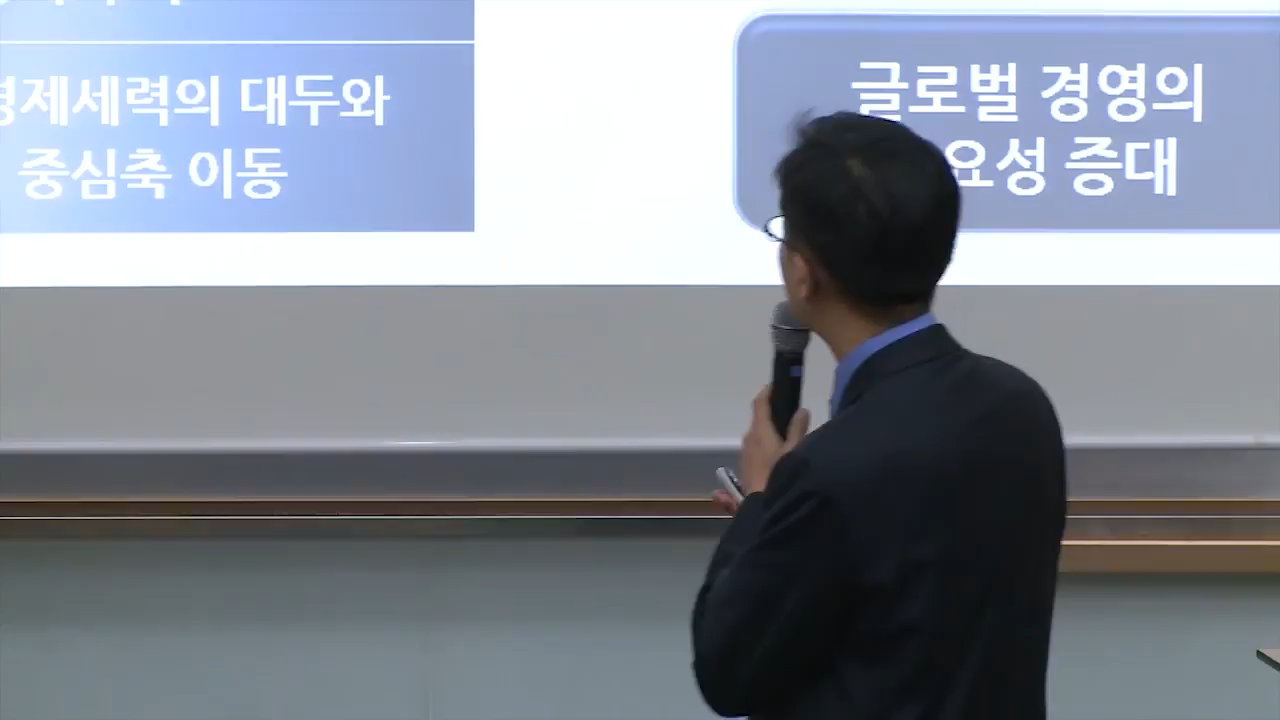 경제세력의 대두와
중심축 이동
글로벌 경영의
요성 증대